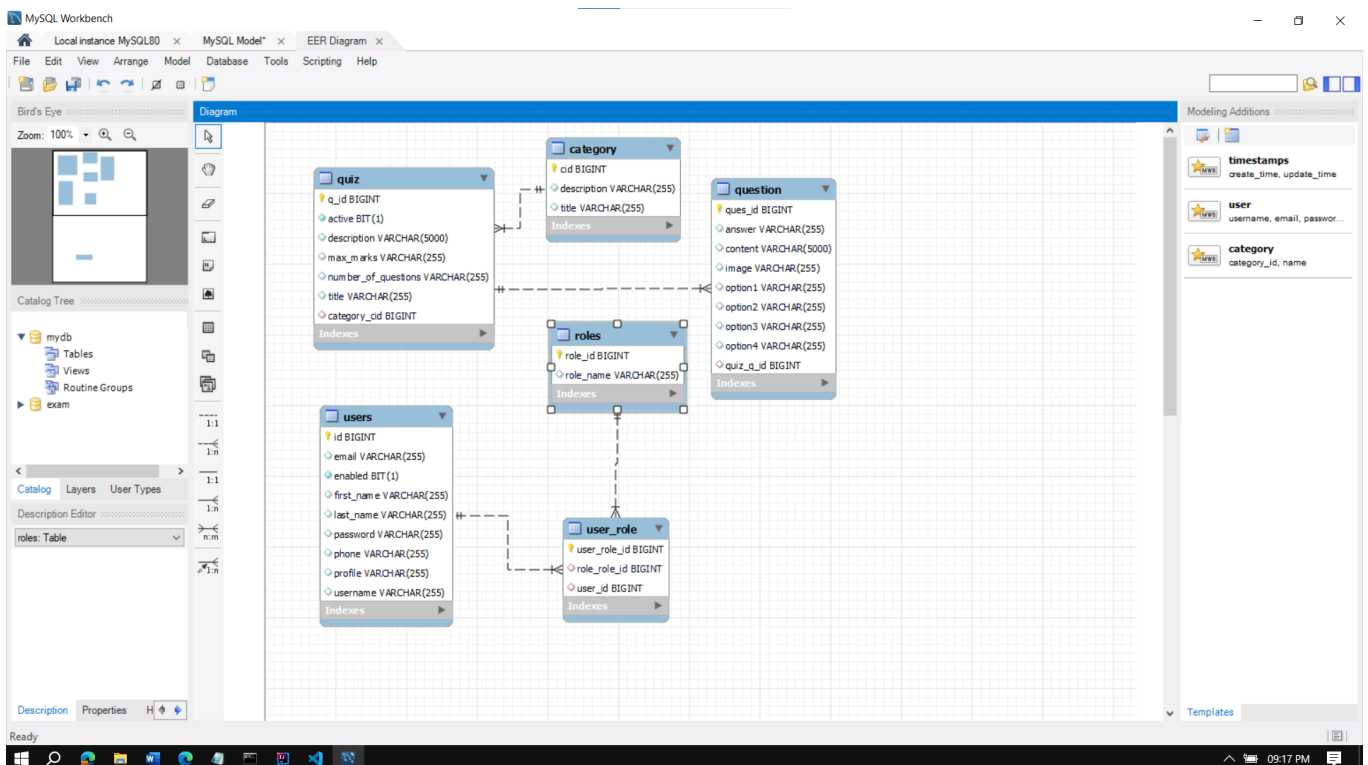 MySQL Workbench
Local instance MySQL80 × MySQL Model* × EER Diagram ×
File Edit View Arrange Model Database Tools Scripting Help
Bird's Eye
Zoom: 100%
Catalog Tree
mydb
Tables
Views
Routine Groups
exam
Catalog Layers User Types
Description Editor
roles: Table
Description Properties H
Diagram
1:1
1:n
1:1
1:n
n:m
1:n
quiz
q_id BIGINT
active BIT(1)
description VARCHAR(5000)
max_marks VARCHAR(255)
number_of_questions VARCHAR(255)
title VARCHAR(255)
category_cid BIGINT
Indexes
category
cid BIGINT
description VARCHAR(255)
title VARCHAR(255)
Indexes
question
ques_id BIGINT
answer VARCHAR(255)
content VARCHAR(5000)
image VARCHAR(255)
option1 VARCHAR(255)
option2 VARCHAR(255)
option3 VARCHAR(255)
option4 VARCHAR(255)
quiz_q_id BIGINT
Indexes
roles
role_id BIGINT
role_name VARCHAR(255)
Indexes
users
id BIGINT
email VARCHAR(255)
enabled BIT(1)
first_name VARCHAR(255)
last_name VARCHAR(255)
password VARCHAR(255)
phone VARCHAR(255)
profile VARCHAR(255)
username VARCHAR(255)
Indexes
user_role
user_role_id BIGINT
role_role_id BIGINT
user_id BIGINT
Indexes
Modeling Additions
MWB
timestamps
create_time, update_time
MWB
user
username, email, passwor...
MWB
category
category_id, name
Templates
Ready
09:17 PM